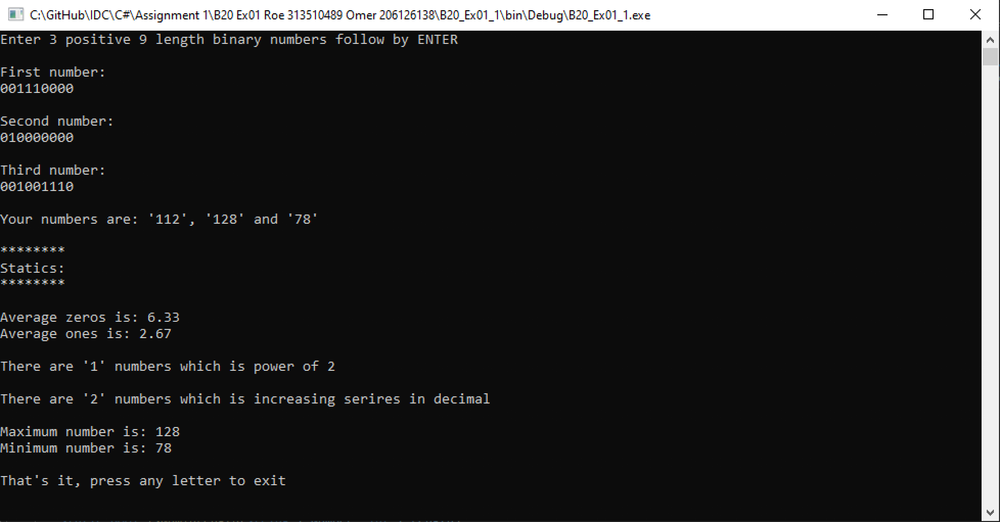 C:\GitHub\IDC\C#\Assignment 1\B20 Ex01 Roe 313510489 Omer 206126138\B20_Ex01_1\bin\Debug\B20_Ex01_1.exe
Enter 3 positive 9 length binary numbers follow by ENTER
First number:
001110000
Second number:
010000000
Third number:
001001110
Your numbers are: '112', '128' and '78'
********
Statics:
********
Average zeros is: 6.33
Average ones is: 2.67
There are '1' numbers which is power of 2
There are '2' numbers which is increasing serires in decimal
Maximum number is: 128
Minimum number is: 78
That's it, press any letter to exit